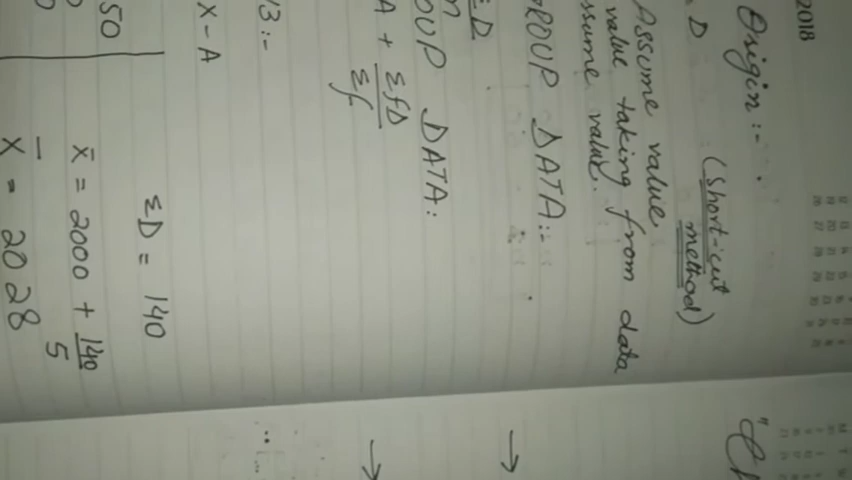 2018
Origin :-
D (Short-cut method)
Assume value
value taking from data
ssume value.
ROUP DATA:-
ΣD
n
OUP DATA:
A + ΣfD / Σf
13:-
X - A
ΣD = 140
50
x̄ = 2000 + 140/5
X̄ = 2028